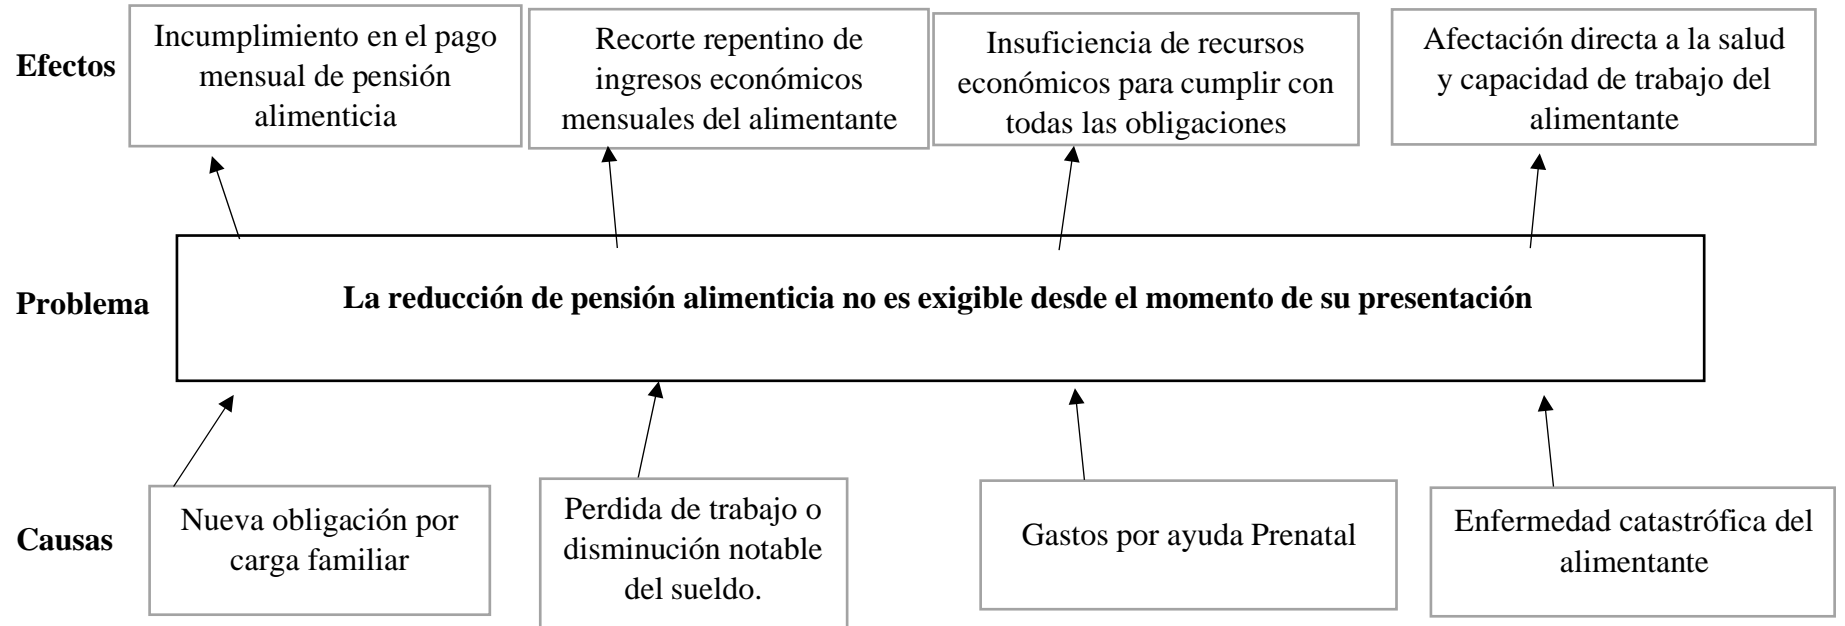 Efectos
Incumplimiento en el pago
mensual de pensión
alimenticia
Recorte repentino de
ingresos económicos
mensuales del alimentante
Insuficiencia de recursos
económicos para cumplir con
todas las obligaciones
Afectación directa a la salud
y capacidad de trabajo del
alimentante
Problema
La reducción de pensión alimenticia no es exigible desde el momento de su presentación
Causas
Nueva obligación por
carga familiar
Perdida de trabajo o
disminución notable
del sueldo.
Gastos por ayuda Prenatal
Enfermedad catastrófica del
alimentante